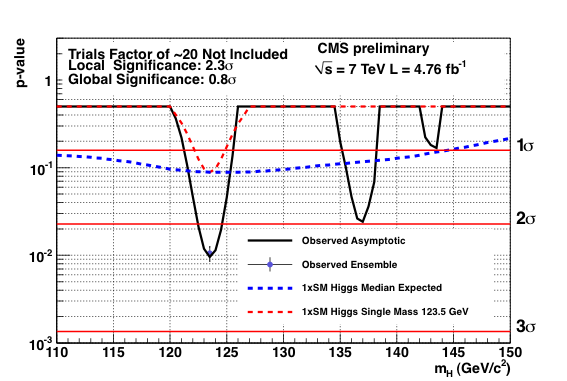 Trials Factor of ~20 Not Included
Local Significance: 2.3σ
Global Significance: 0.8σ
CMS preliminary
√s = 7 TeV L = 4.76 fb⁻¹
p-value
1
10⁻¹
10⁻²
10⁻³
1σ
2σ
3σ
Observed Asymptotic
Observed Ensemble
1xSM Higgs Median Expected
1xSM Higgs Single Mass 123.5 GeV
110 115 120 125 130 135 140 145 150
m_H (GeV/c²)